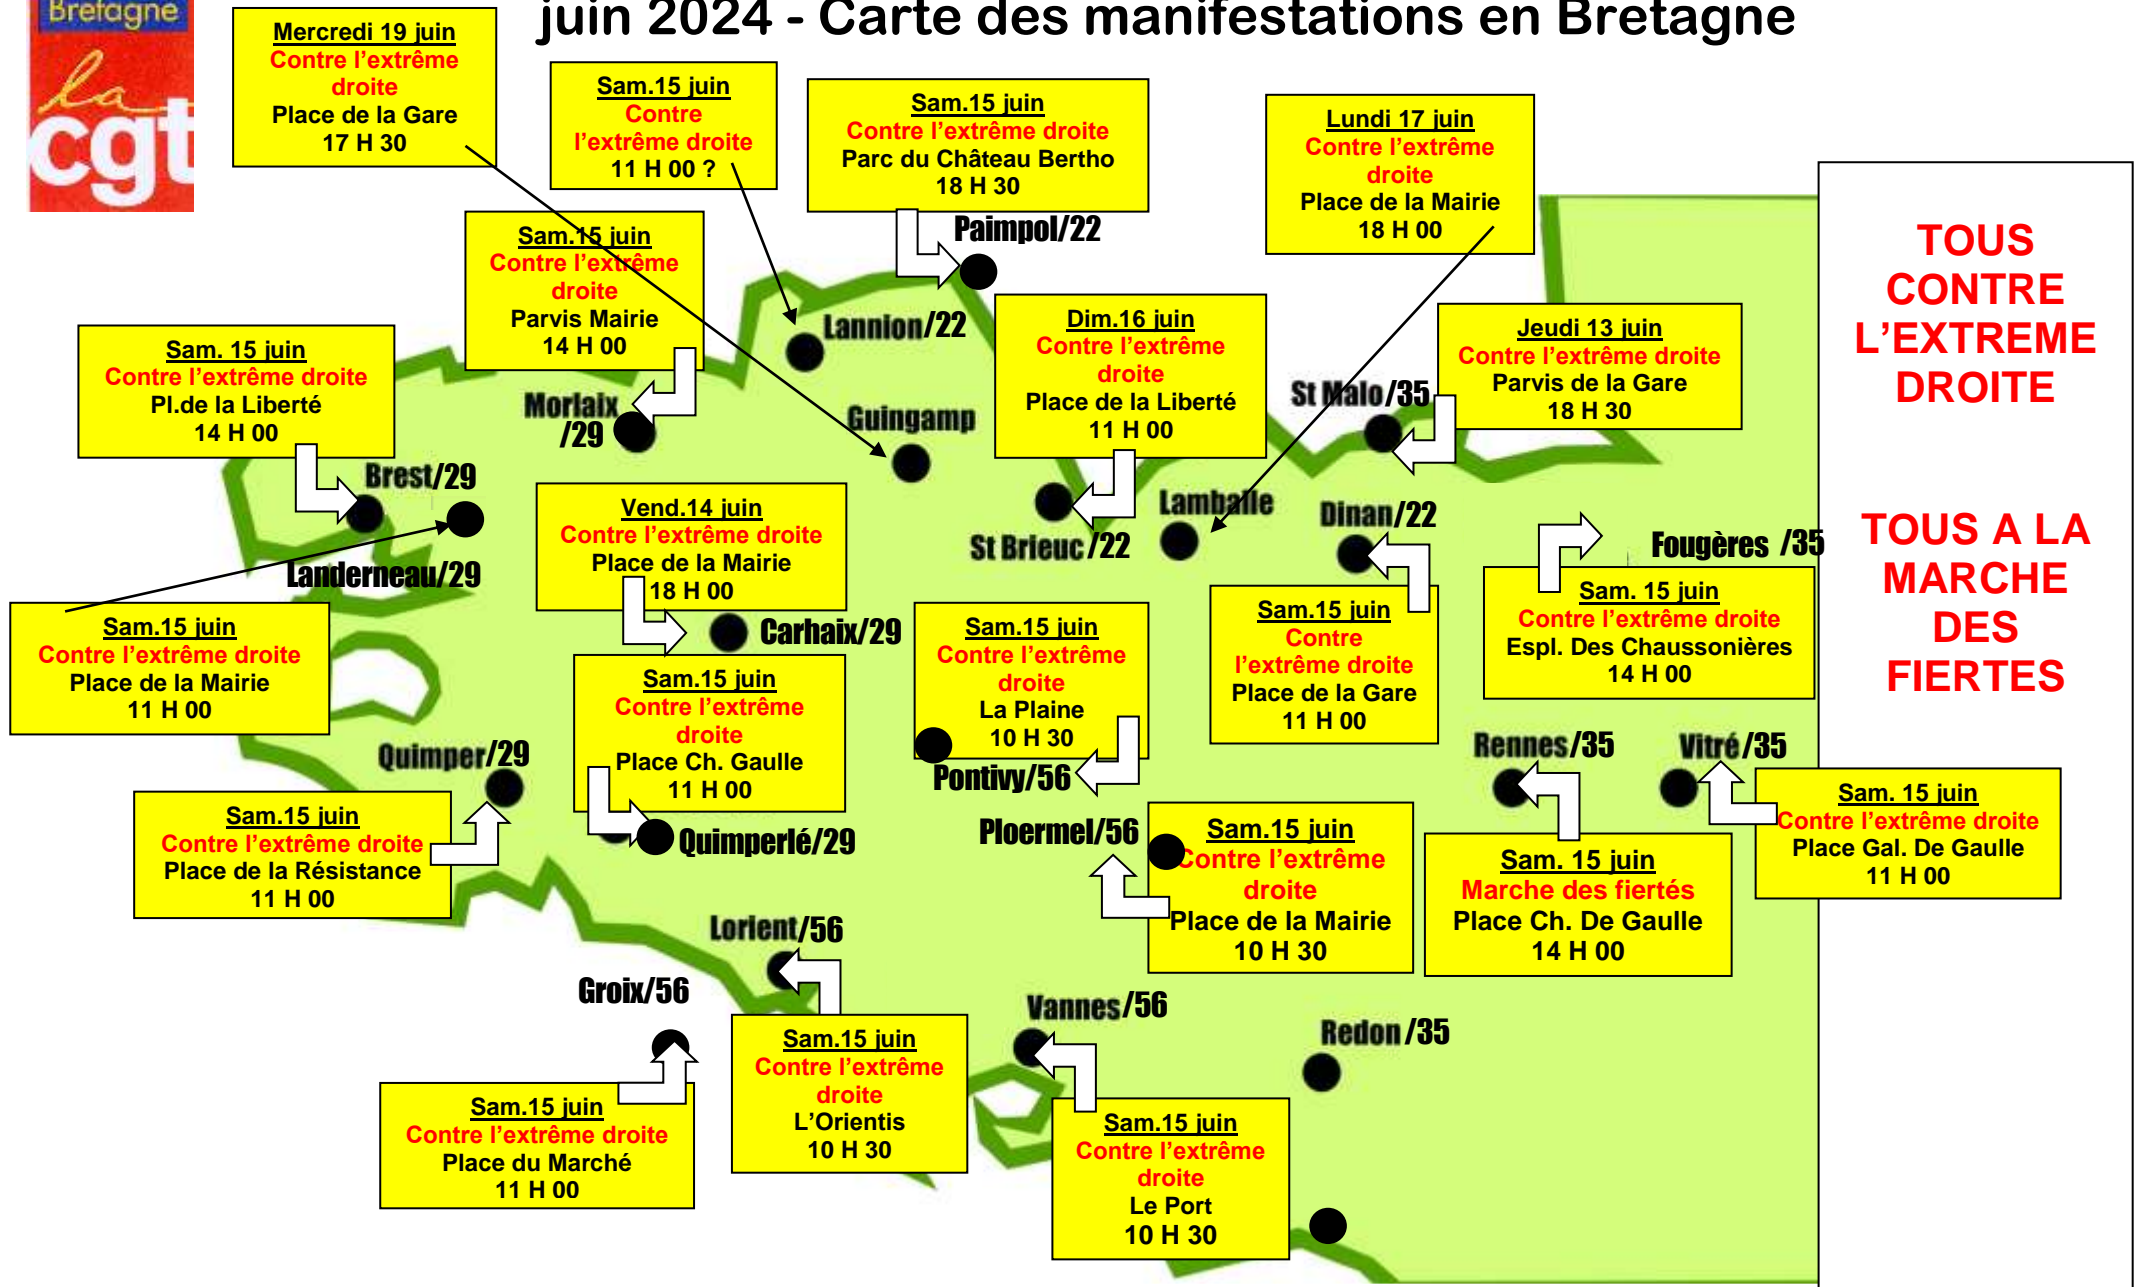 Bretagne
la
cgt
juin 2024 - Carte des manifestations en Bretagne
Mercredi 19 juin
Contre l'extrême
droite
Place de la Gare
17 H 30
Sam.15 juin
Contre
l'extrême droite
11 H 00 ?
Sam.15 juin
Contre l'extrême droite
Parc du Château Bertho
18 H 30
Paimpol/22
Lundi 17 juin
Contre l'extrême
droite
Place de la Mairie
18 H 00
TOUS
CONTRE
L'EXTREME
DROITE
TOUS A LA
MARCHE
DES
FIERTES
Sam.15 juin
Contre l'extrême
droite
Parvis Mairie
14 H 00
Morlaix
/29
Lannion/22
Guingamp
Dim.16 juin
Contre l'extrême
droite
Place de la Liberté
11 H 00
St Brieuc/22
St Malo/35
Jeudi 13 juin
Contre l'extrême droite
Parvis de la Gare
18 H 30
Sam. 15 juin
Contre l'extrême droite
Pl.de la Liberté
14 H 00
Brest/29
Landerneau/29
Sam.15 juin
Contre l'extrême droite
Place de la Mairie
11 H 00
Vend.14 juin
Contre l'extrême droite
Place de la Mairie
18 H 00
Carhaix/29
Lamballe
Dinan/22
Sam.15 juin
Contre
l'extrême droite
Place de la Gare
11 H 00
Fougères /35
Sam. 15 juin
Contre l'extrême droite
Espl. Des Chaussonières
14 H 00
Sam.15 juin
Contre l'extrême
droite
Place Ch. Gaulle
11 H 00
Quimperlé/29
Sam.15 juin
Contre l'extrême
droite
La Plaine
10 H 30
Pontivy/56
Quimper/29
Sam.15 juin
Contre l'extrême droite
Place de la Résistance
11 H 00
Ploermel/56
Sam.15 juin
Contre l'extrême
droite
Place de la Mairie
10 H 30
Rennes/35
Sam. 15 juin
Marche des fiertés
Place Ch. De Gaulle
14 H 00
Vitré/35
Sam. 15 juin
Contre l'extrême droite
Place Gal. De Gaulle
11 H 00
Lorient/56
Sam.15 juin
Contre l'extrême
droite
L'Orientis
10 H 30
Groix/56
Sam.15 juin
Contre l'extrême droite
Place du Marché
11 H 00
Vannes/56
Sam.15 juin
Contre l'extrême
droite
Le Port
10 H 30
Redon/35